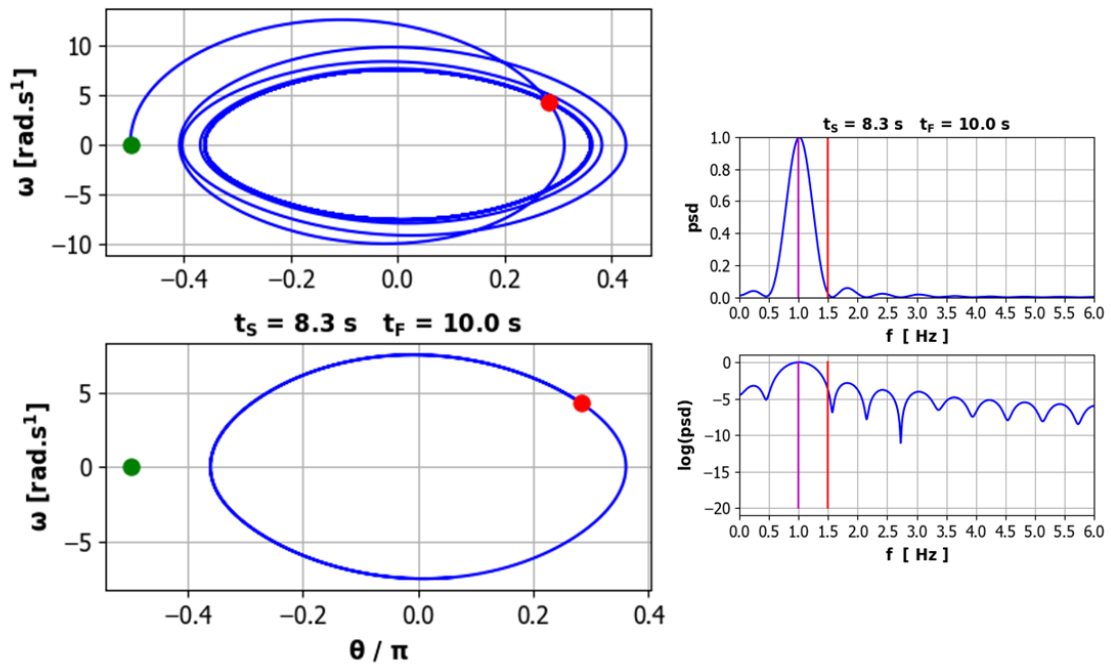 ω [rad.s¹]
10
5
0
−5
−10
−0.4 −0.2 0.0 0.2 0.4
tS = 8.3 s tF = 10.0 s
ω [rad.s¹]
5
0
−5
−0.4 −0.2 0.0 0.2 0.4
θ / π
tS = 8.3 s tF = 10.0 s
psd
1.0
0.8
0.6
0.4
0.2
0.0
0.0 0.5 1.0 1.5 2.0 2.5 3.0 3.5 4.0 4.5 5.0 5.5 6.0
f [ Hz ]
log(psd)
0
−5
−10
−15
−20
0.0 0.5 1.0 1.5 2.0 2.5 3.0 3.5 4.0 4.5 5.0 5.5 6.0
f [ Hz ]